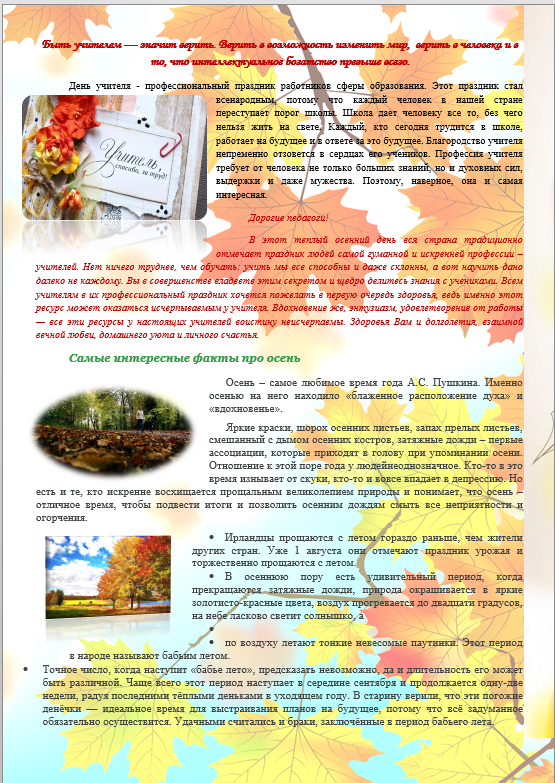 Быть учителем — значит верить. Верить в возможность изменить мир, верить в человека и в
то, что интеллектуальное богатство превыше всего.
День учителя - профессиональный праздник работников сферы образования. Этот праздник стал
всенародным, потому что каждый человек в нашей стране
переступает порог школы. Школа дает человеку все то, без чего
нельзя жить на свете. Каждый, кто сегодня трудится в школе,
работает на будущее и в ответе за это будущее. Благородство учителя
непременно отзовется в сердцах его учеников. Профессия учителя
требует от человека не только больших знаний, но и духовных сил,
выдержки и даже мужества. Поэтому, наверное, она и самая
интересная.
Учитель,
спасибо, за труд!
Дорогие педагоги!
В этот теплый осенний день вся страна традиционно
отмечает праздник людей самой гуманной и искренней профессии –
учителей. Нет ничего труднее, чем обучать: учить мы все способны и даже склонны, а вот научить дано
далеко не каждому. Вы в совершенстве владеете этим секретом и щедро делитесь знания с учениками. Всем
учителям в их профессиональный праздник хочется пожелать в первую очередь здоровья, ведь именно этот
ресурс может оказаться исчерпываемым у учителя. Вдохновение же, энтузиазм, удовлетворение от работы
— все эти ресурсы у настоящих учителей воистину неисчерпаемы. Здоровья Вам и долголетия, взаимной
вечной любви, домашнего уюта и личного счастья.
Самые интересные факты про осень
Осень – самое любимое время года А.С. Пушкина. Именно
осенью на него находило «блаженное расположение духа» и
«вдохновенье».
Яркие краски, шорох осенних листьев, запах прелых листьев,
смешанный с дымом осенних костров, затяжные дожди – первые
ассоциации, которые приходят в голову при упоминании осени.
Отношение к этой поре года у людейнеоднозначное. Кто-то в это
время изнывает от скуки, кто-то и вовсе впадает в депрессию. Но
есть и те, кто искренне восхищается прощальным великолепием природы и понимает, что осень –
отличное время, чтобы подвести итоги и позволить осенним дождям смыть все неприятности и
огорчения.
• Ирландцы прощаются с летом гораздо раньше, чем жители
других стран. Уже 1 августа они отмечают праздник урожая и
торжественно прощаются с летом.
• В осеннюю пору есть удивительный период, когда
прекращаются затяжные дожди, природа окрашивается в яркие
золотисто-красные цвета, воздух прогревается до двадцати градусов,
на небе ласково светит солнышко, а
• по воздуху летают тонкие невесомые паутинки. Этот период
в народе называют бабьим летом.
• Точное число, когда наступит «бабье лето», предсказать невозможно, да и длительность его может
быть различной. Чаще всего этот период наступает в середине сентября и продолжается одну-две
недели, радуя последними тёплыми деньками в уходящем году. В старину верили, что эти погожие
денёчки — идеальное время для выстраивания планов на будущее, потому что всё задуманное
обязательно осуществится. Удачными считались и браки, заключённые в период бабьего лета.